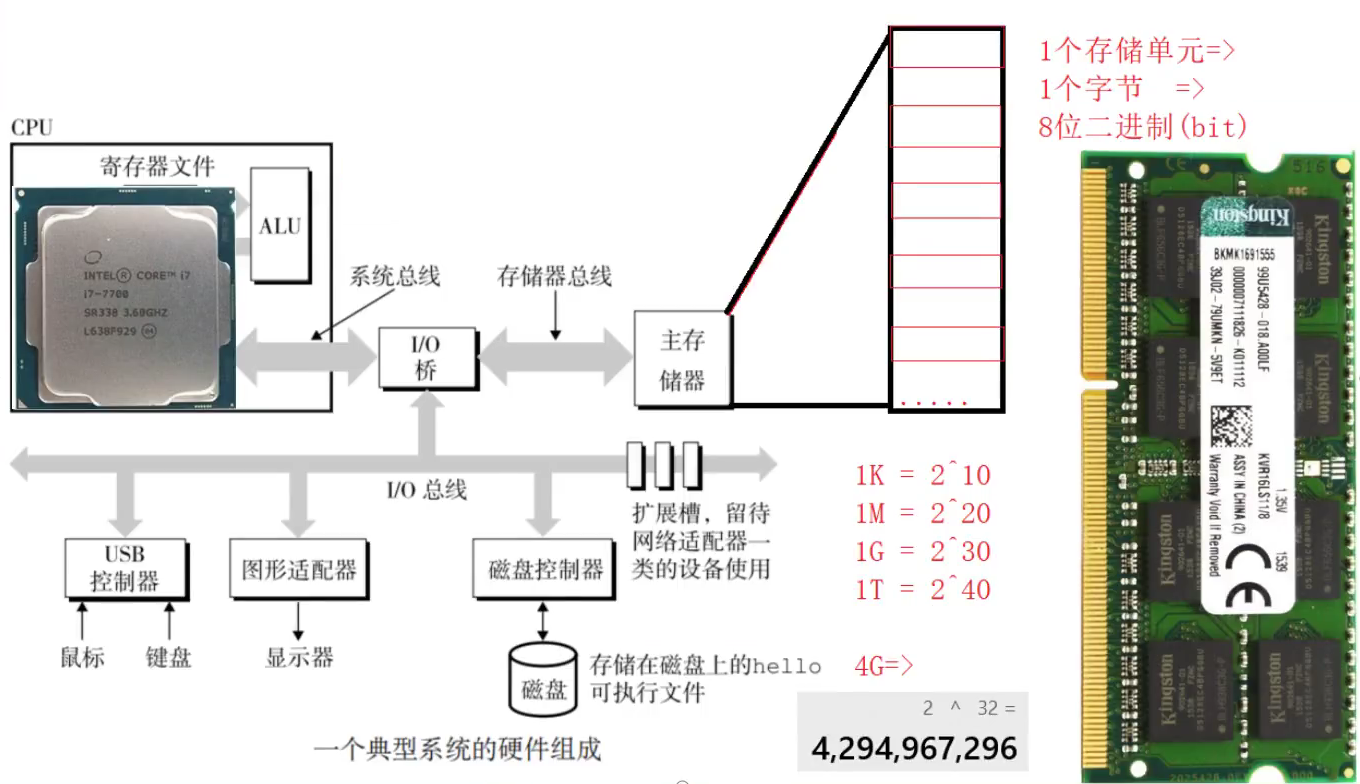 1个存储单元=>
1个字节 =>
8位二进制(bit)
CPU
寄存器文件
ALU
INTEL® CORE™ i7
i7-7700
SR338 3.60GHZ
L638F929
系统总线
存储器总线
I/O
桥
主存
储器
.....
I/O 总线
扩展槽，留待
网络适配器一
类的设备使用
USB
控制器
图形适配器
磁盘控制器
鼠标
键盘
显示器
磁盘
存储在磁盘上的hello
可执行文件
一个典型系统的硬件组成
1K = 2^10
1M = 2^20
1G = 2^30
1T = 2^40
4G=>
2 ^ 32 =
4,294,967,296
516
Kingston
BKMK1691555
99U5428-018.A00LF
0000007111826-K011112
39J02-79UMKN-5V9ET
KVR16LS11/8
1.35V
ASSY IN CHINA (2)
Warranty Void If Removed
1539
CE
Kingston
Kingston
Kingston
Kingston
Kingston